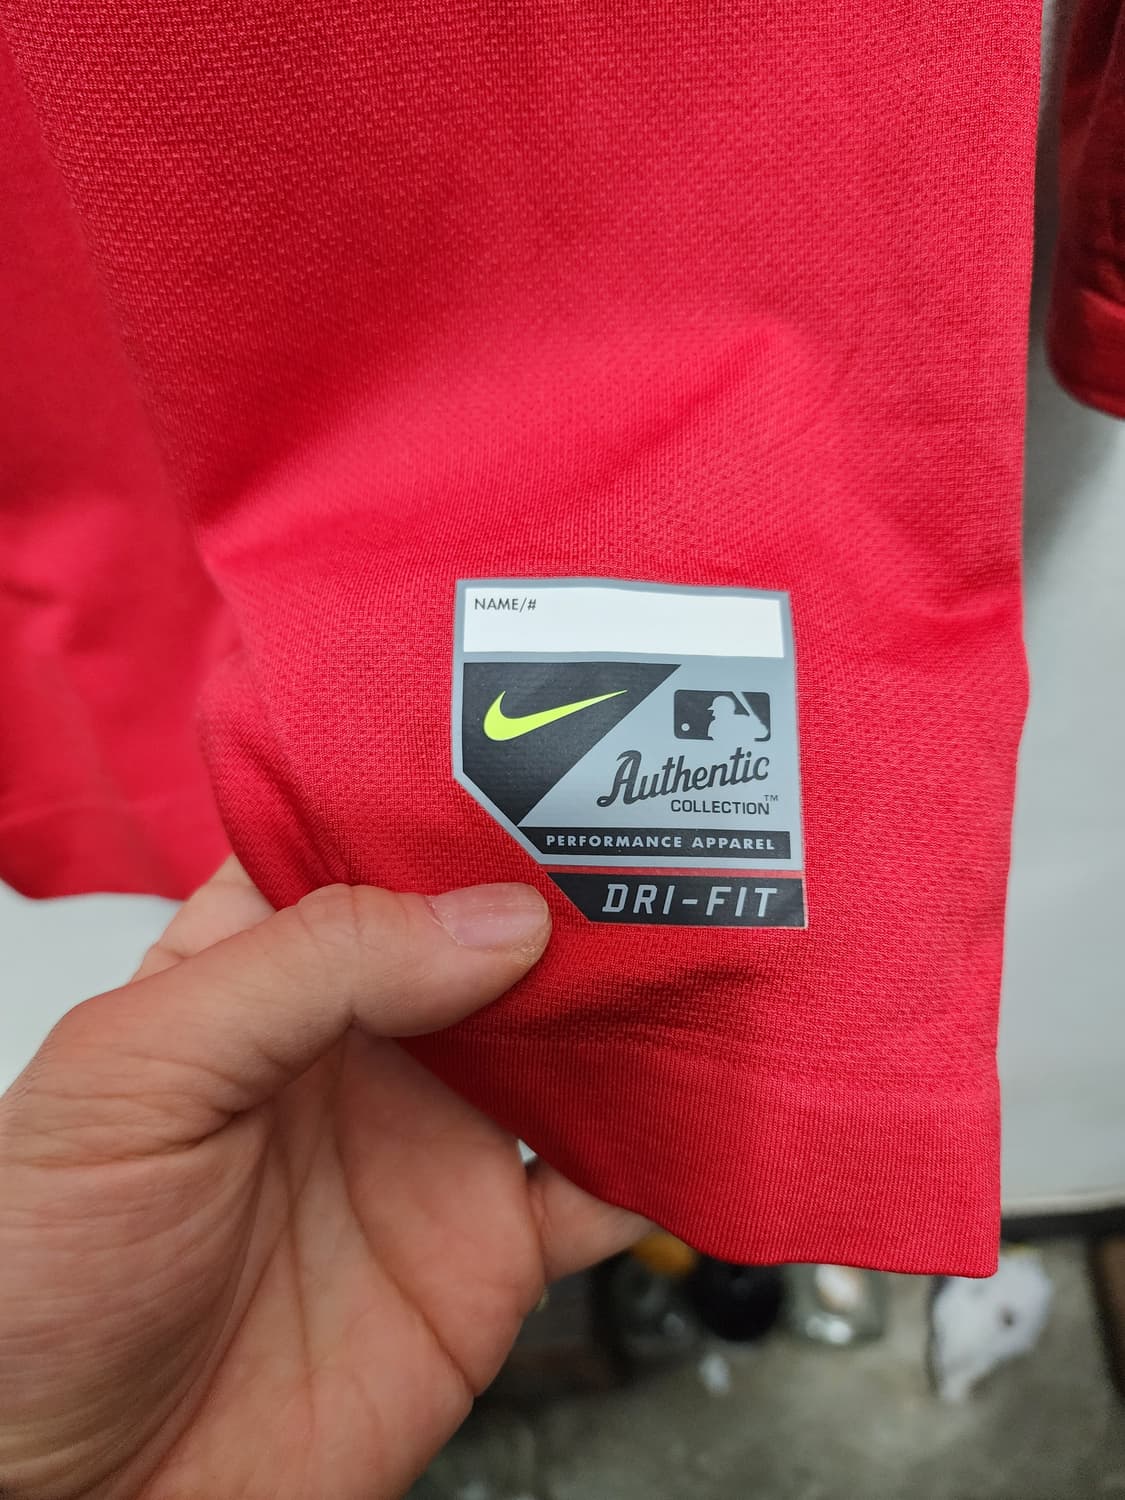 NAME/#
Authentic
COLLECTION™
PERFORMANCE APPAREL
DRI-FIT